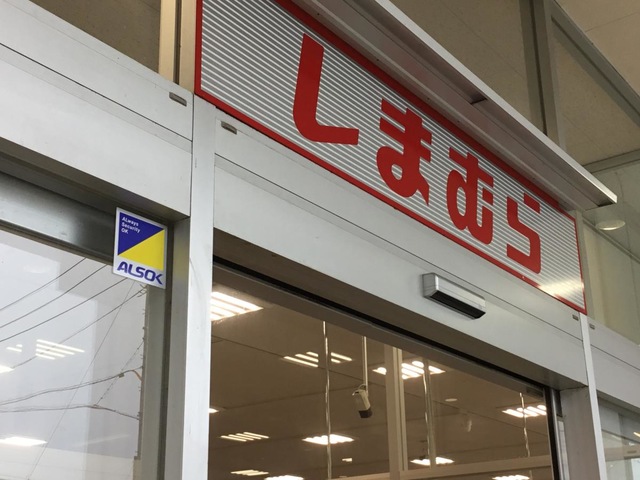 しまむら
ALways
Security
OK
ALSOK